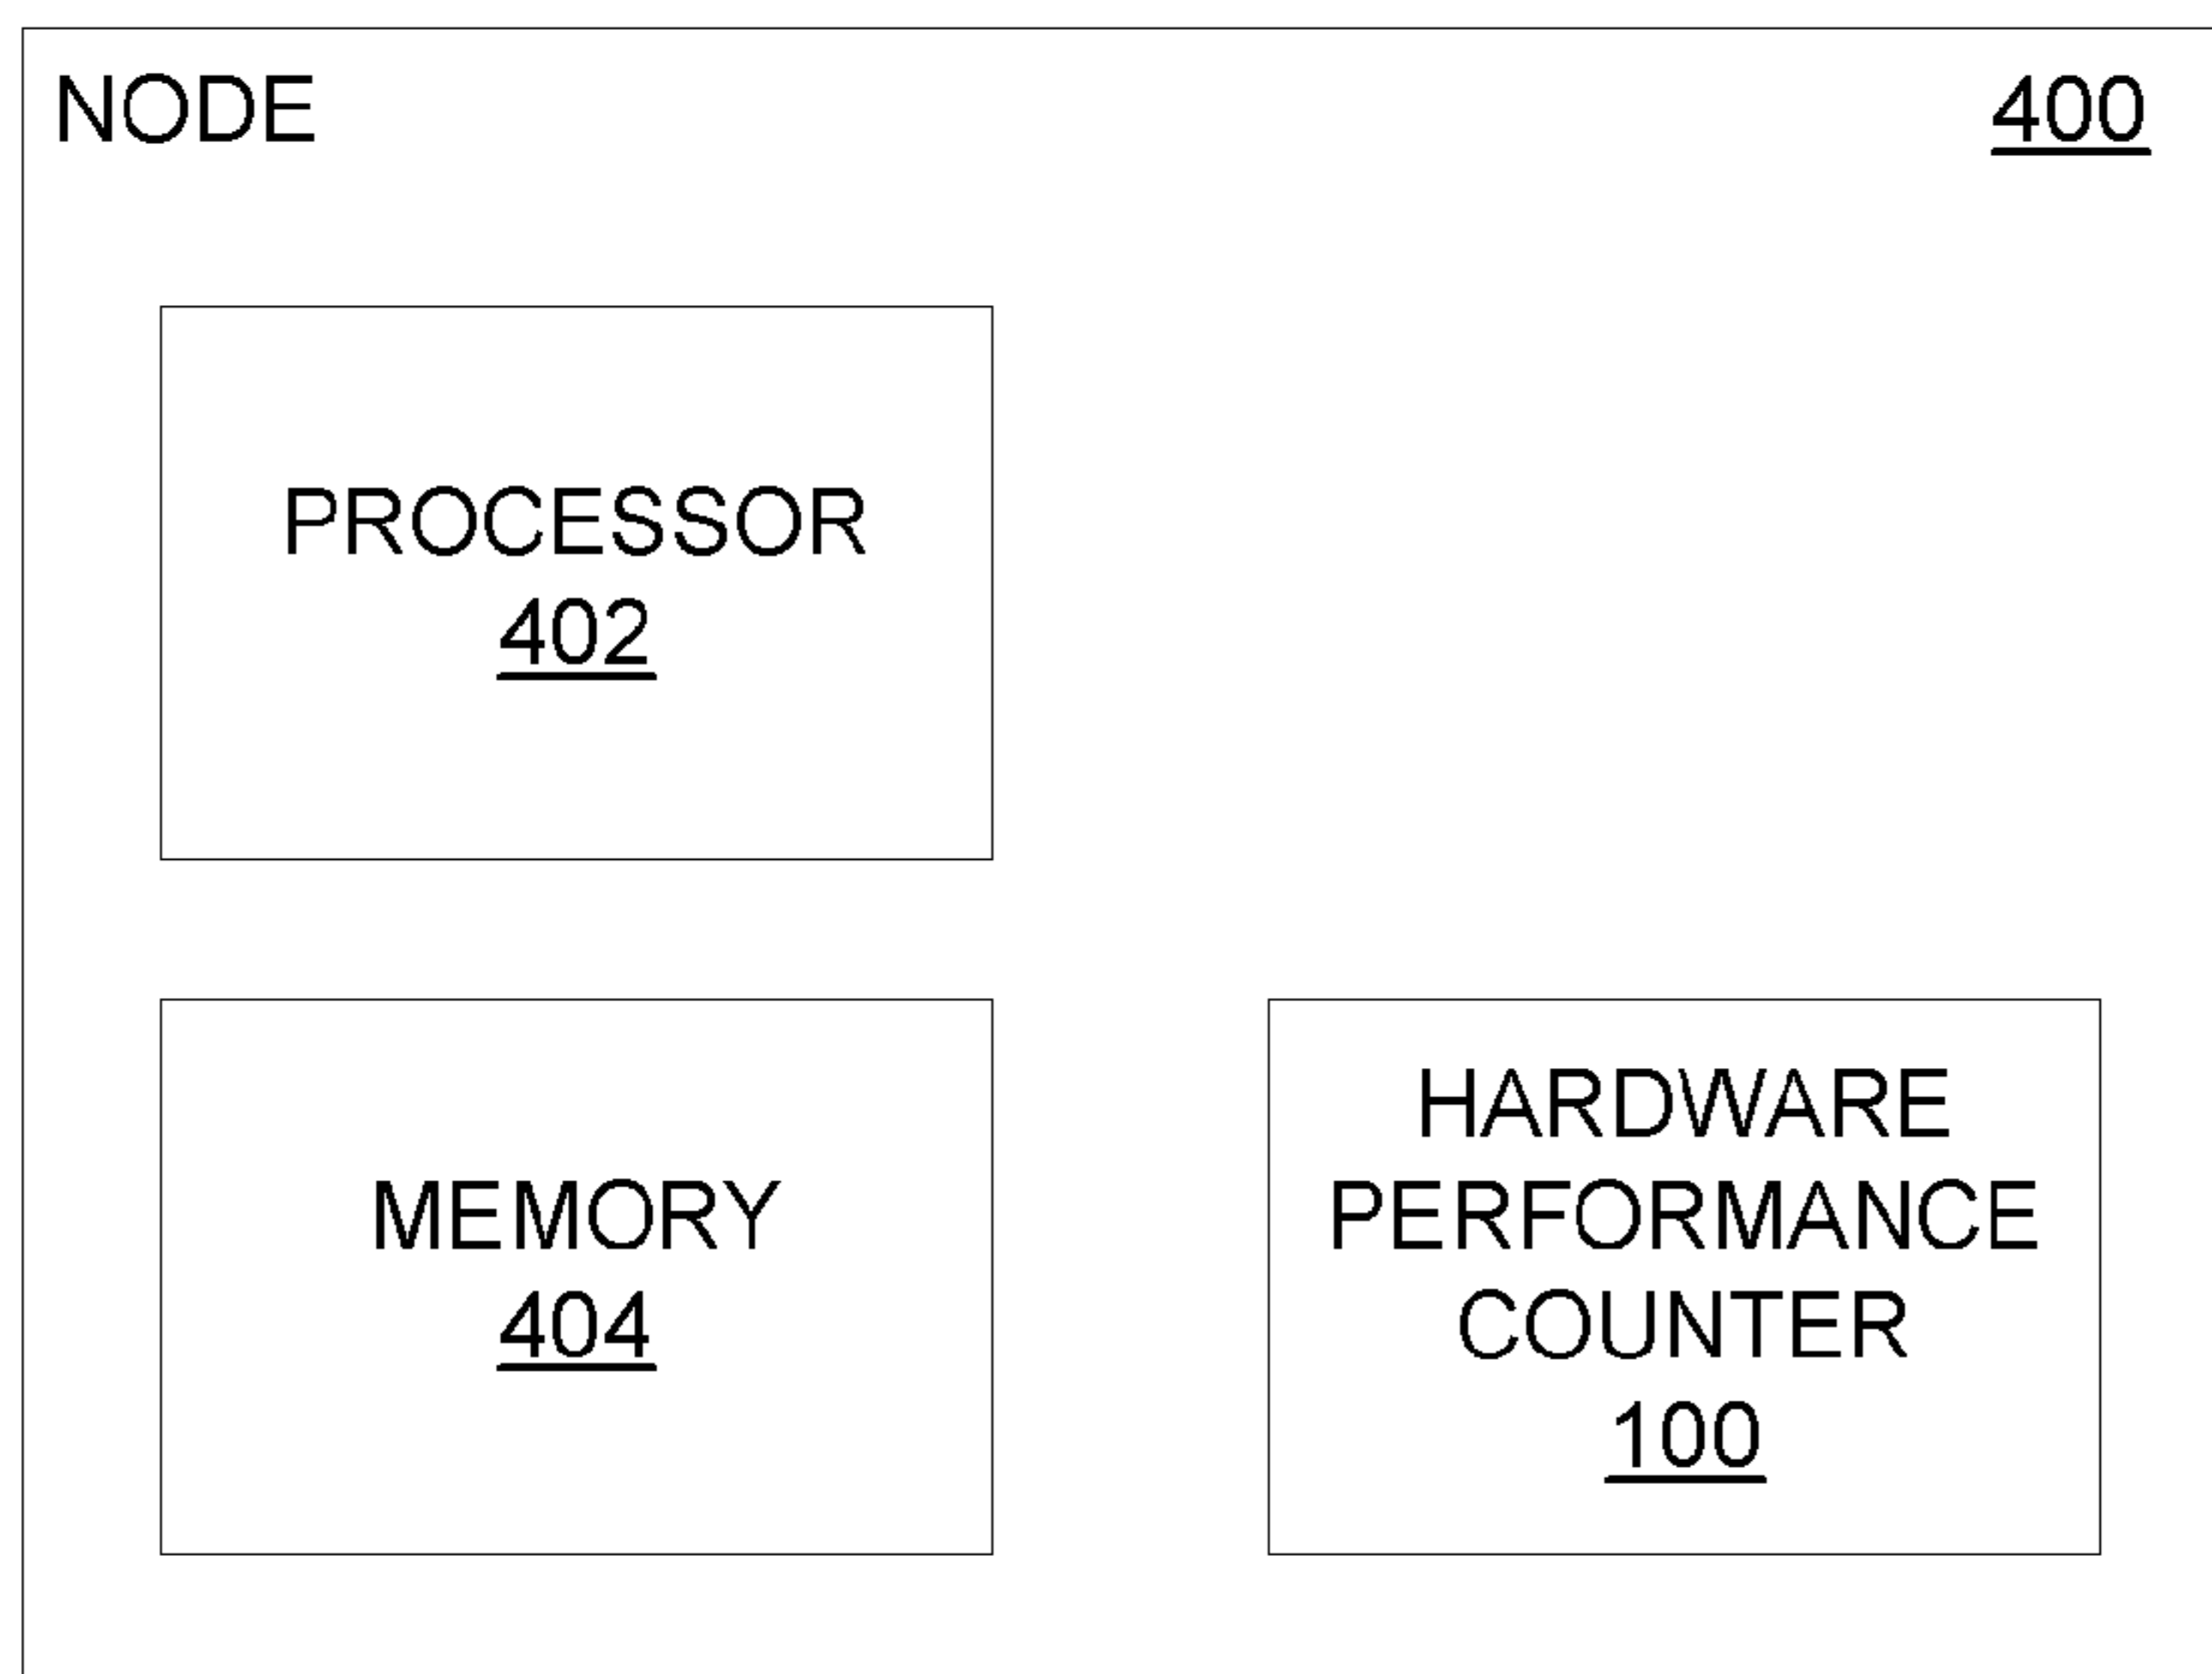 NODE
400
PROCESSOR
402
MEMORY
404
HARDWARE
PERFORMANCE
COUNTER
100